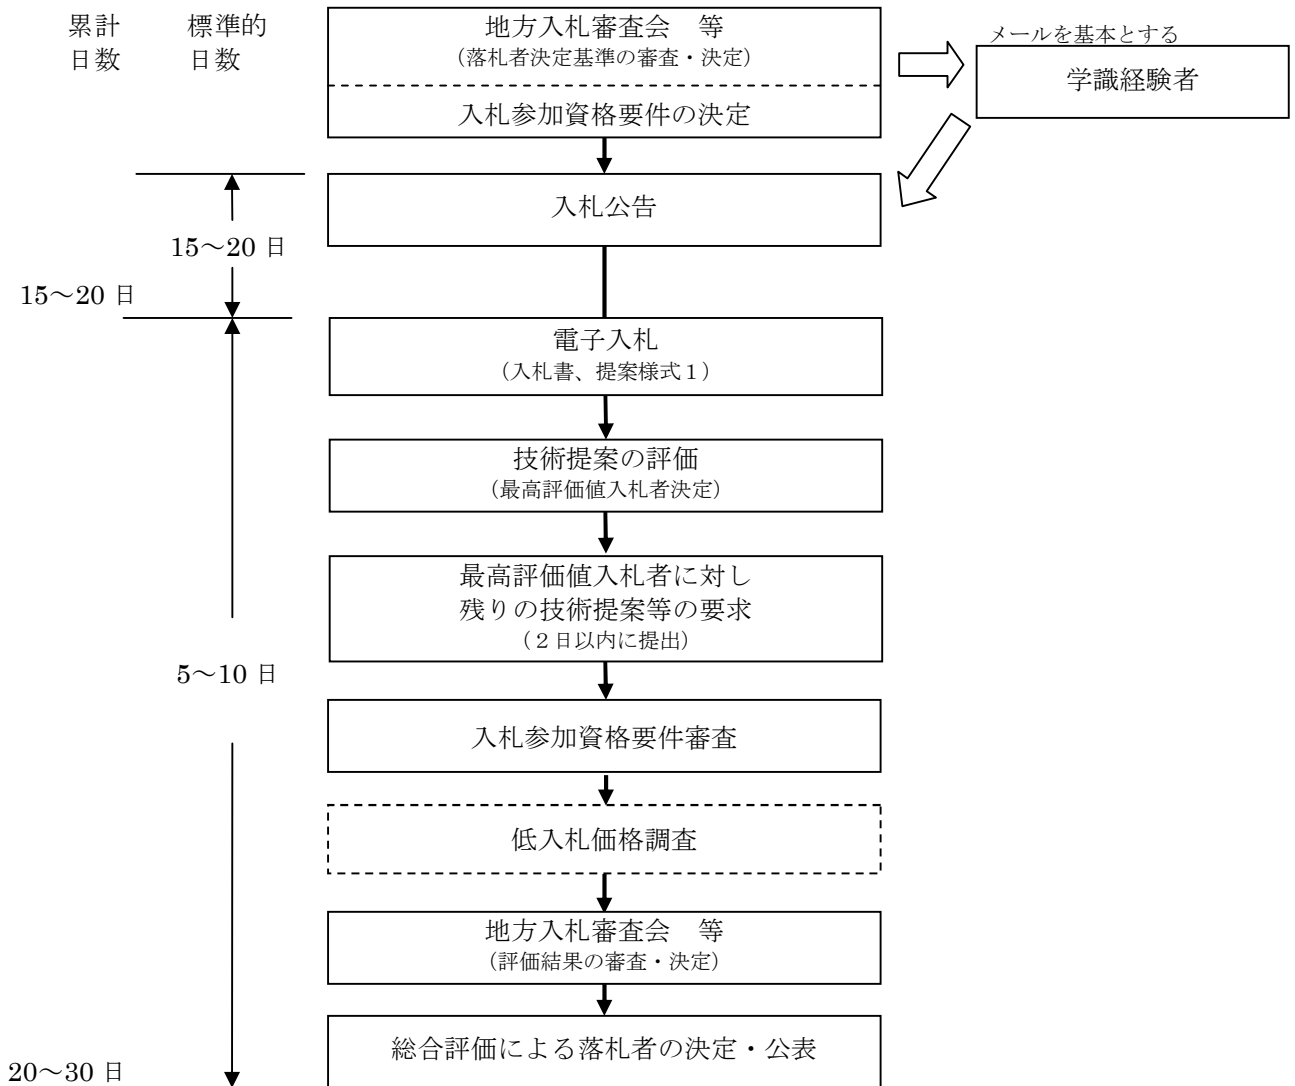 累計
日数
標準的
日数
地方入札審査会　等
（落札者決定基準の審査・決定）
入札参加資格要件の決定
メールを基本とする
学識経験者
入札公告
15～20 日
15～20 日
電子入札
（入札書、提案様式１）
技術提案の評価
（最高評価値入札者決定）
最高評価値入札者に対し
残りの技術提案等の要求
（２日以内に提出）
5～10 日
入札参加資格要件審査
低入札価格調査
地方入札審査会　等
（評価結果の審査・決定）
総合評価による落札者の決定・公表
20～30 日